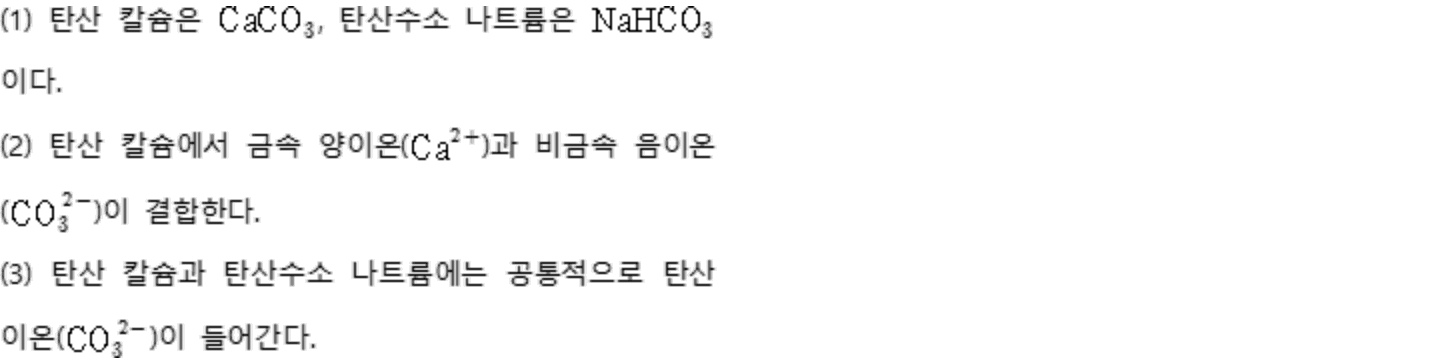 (1) 탄산 칼슘은 CaCO₃, 탄산수소 나트륨은 NaHCO₃
이다.
(2) 탄산 칼슘에서 금속 양이온(Ca²⁺)과 비금속 음이온
(CO₃²⁻)이 결합한다.
(3) 탄산 칼슘과 탄산수소 나트륨에는 공통적으로 탄산
이온(CO₃²⁻)이 들어간다.